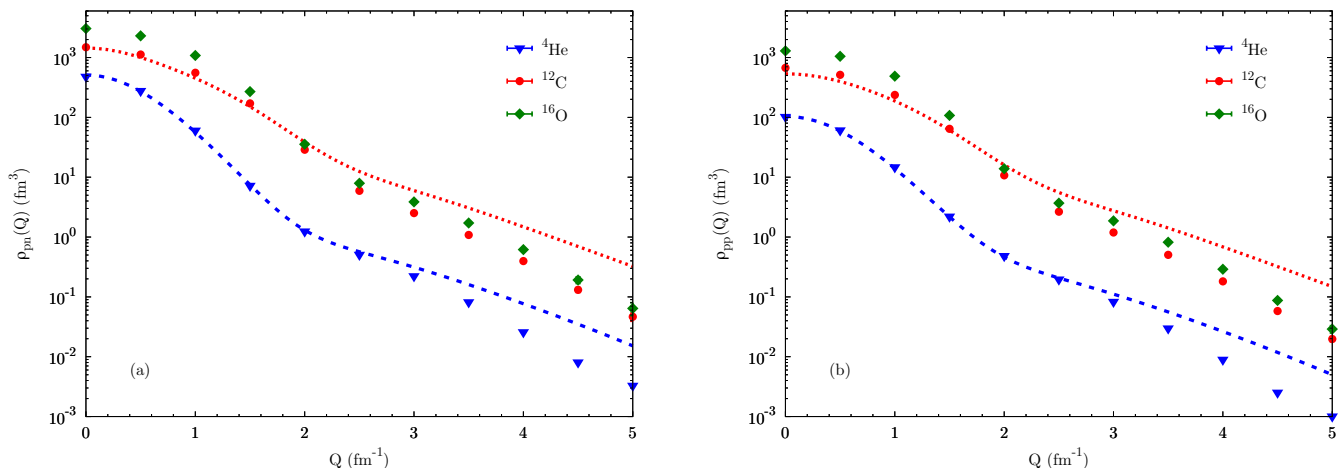 10³
10²
10¹
10⁰
10⁻¹
10⁻²
10⁻³
ρpn(Q) (fm³)
⁴He
¹²C
¹⁶O
(a)
0 1 2 3 4 5
Q (fm⁻¹)
10³
10²
10¹
10⁰
10⁻¹
10⁻²
10⁻³
ρpp(Q) (fm³)
⁴He
¹²C
¹⁶O
(b)
0 1 2 3 4 5
Q (fm⁻¹)